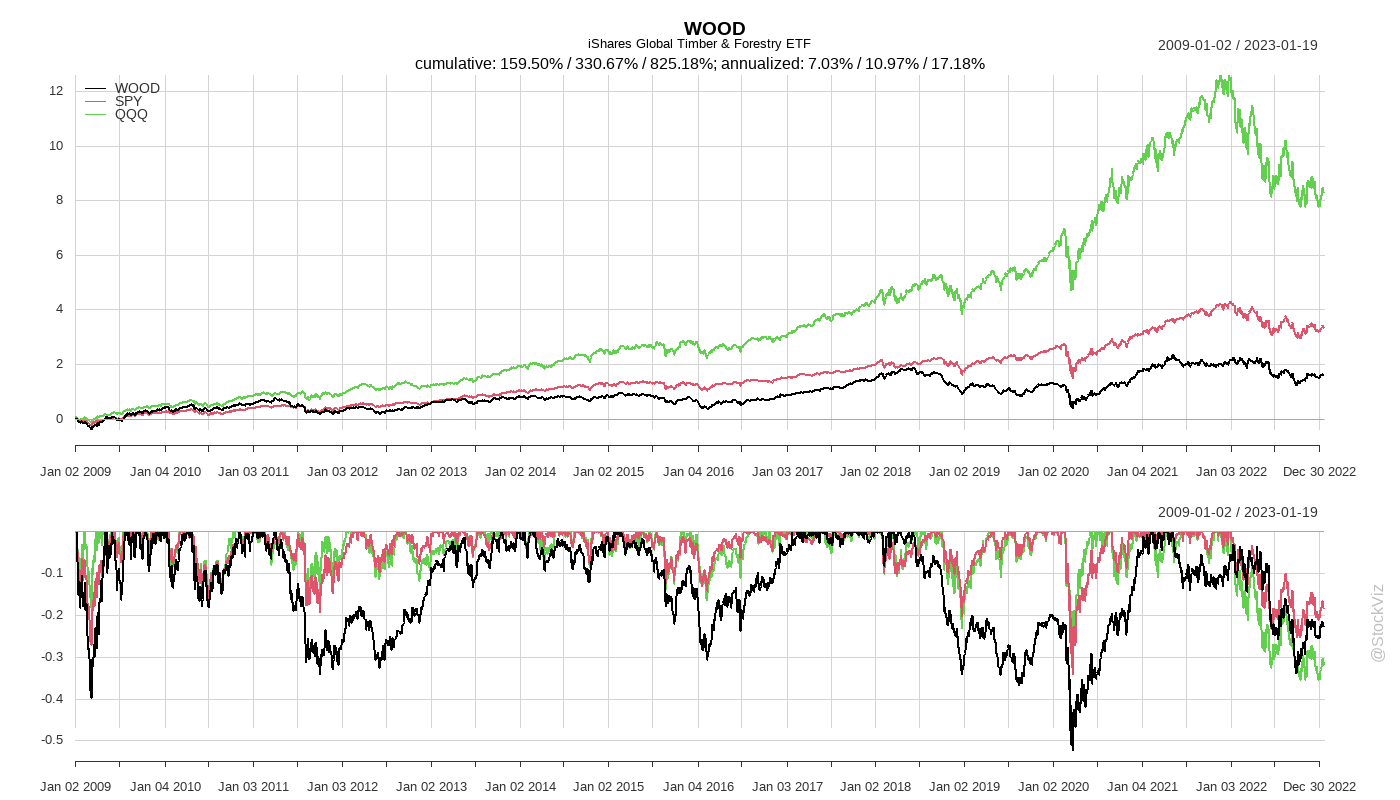 WOOD
iShares Global Timber & Forestry ETF
2009-01-02 / 2023-01-19
cumulative: 159.50% / 330.67% / 825.18%; annualized: 7.03% / 10.97% / 17.18%
WOOD
SPY
QQQ
12
10
8
6
4
2
0
Jan 02 2009 Jan 04 2010 Jan 03 2011 Jan 03 2012 Jan 02 2013 Jan 02 2014 Jan 02 2015 Jan 04 2016 Jan 03 2017 Jan 02 2018 Jan 02 2019 Jan 02 2020 Jan 04 2021 Jan 03 2022 Dec 30 2022
2009-01-02 / 2023-01-19
-0.1
-0.2
-0.3
-0.4
-0.5
Jan 02 2009 Jan 04 2010 Jan 03 2011 Jan 03 2012 Jan 02 2013 Jan 02 2014 Jan 02 2015 Jan 04 2016 Jan 03 2017 Jan 02 2018 Jan 02 2019 Jan 02 2020 Jan 04 2021 Jan 03 2022 Dec 30 2022
@StockViz